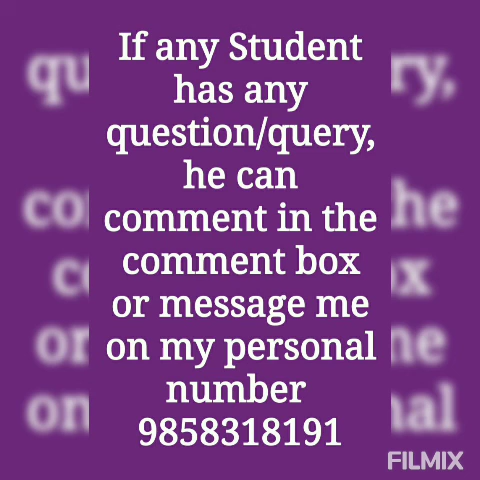 If any Student
has any
question/query,
he can
comment in the
comment box
or message me
on my personal
number
9858318191
FILMIX